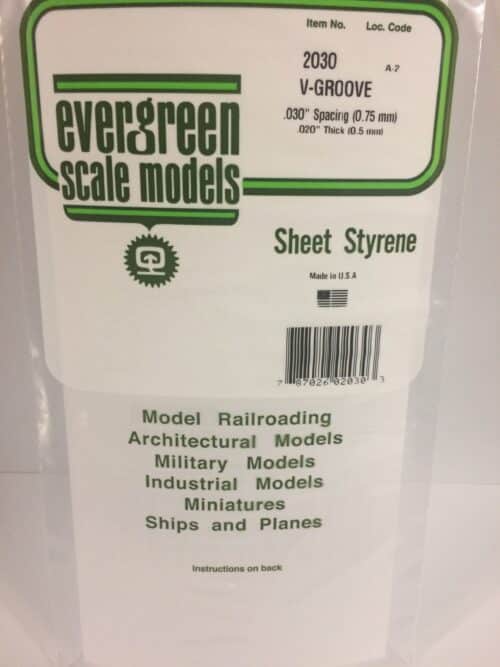 Item No. Loc. Code
2030 A-2
V-GROOVE
.030" Spacing (0.75 mm)
.020" Thick (0.5 mm)
evergreen
scale models
Sheet Styrene
Made in U.S.A
7 87026 02030 3
Model Railroading
Architectural Models
Military Models
Industrial Models
Miniatures
Ships and Planes
Instructions on back